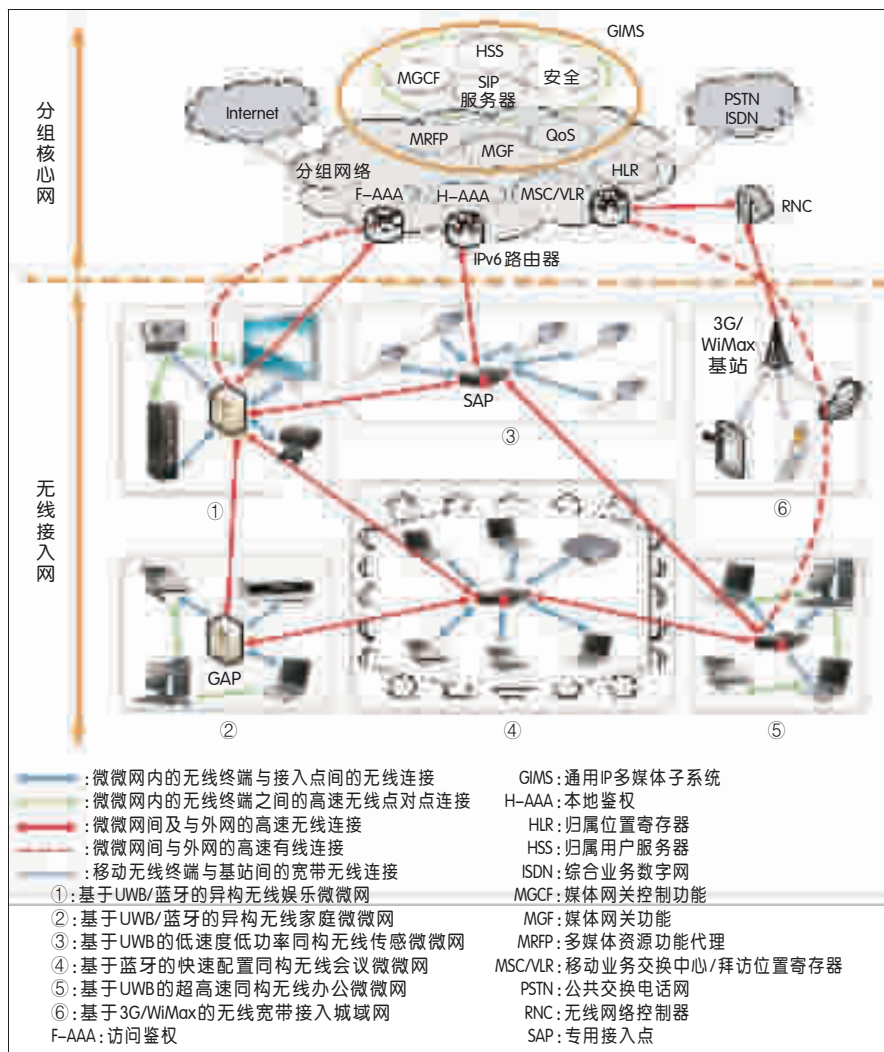 GIMS
HSS
MGCF
SIP
安全
服务器
Internet
PSTN
ISDN
MRFP
QoS
MGF
分组网络
HLR
F-AAA
H-AAA
MSC/VLR
RNC
IPv6路由器
分组核心网
无线接入网
3G/
WiMax
基站
SAP
③
①
⑥
GAP
②
④
⑤
:微微网内的无线终端与接入点间的无线连接
:微微网内的无线终端之间的高速无线点对点连接
:微微网间及与外网的高速无线连接
:微微网间与外网的高速有线连接
:移动无线终端与基站间的宽带无线连接
①:基于UWB/蓝牙的异构无线娱乐微微网
②:基于UWB/蓝牙的异构无线家庭微微网
③:基于UWB的低速度低功率同构无线传感微微网
④:基于蓝牙的快速配置同构无线会议微微网
⑤:基于UWB的超高速同构无线办公微微网
⑥:基于3G/WiMax的无线宽带接入城域网
F-AAA:访问鉴权
GIMS:通用IP多媒体子系统
H-AAA:本地鉴权
HLR:归属位置寄存器
HSS:归属用户服务器
ISDN:综合业务数字网
MGCF:媒体网关控制功能
MGF:媒体网关功能
MRFP:多媒体资源功能代理
MSC/VLR:移动业务交换中心/拜访位置寄存器
PSTN:公共交换电话网
RNC:无线网络控制器
SAP:专用接入点